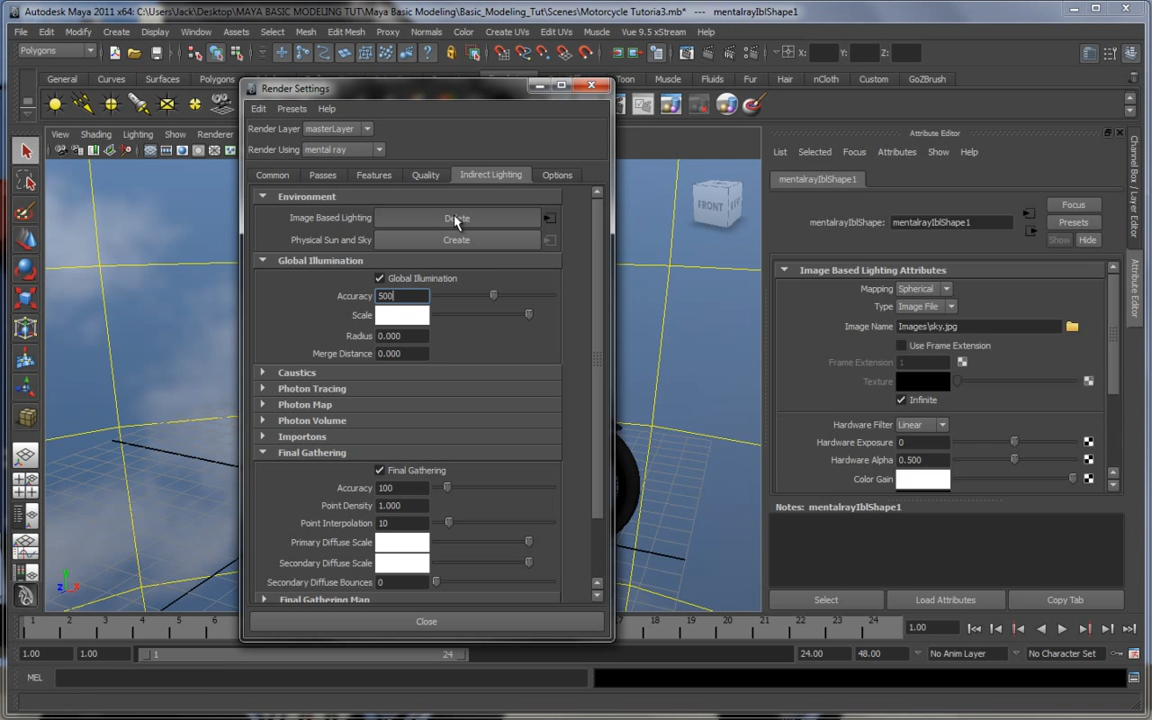 Autodesk Maya 2011 x64: C:\Users\Jack\Desktop\MAYA BASIC MODELING TUT\Maya Basic Modeling\Basic_Modeling_Tut\Scenes\Motorcycle Tutoria3.mb* --- mentalrayIblShape1
File Edit Modify Create Display Window Assets Select Mesh Edit Mesh Proxy Normals Color Create UVs Edit UVs Muscle Vue 9.5 xStream Help
Polygons X: Y: Z:
General Curves Surfaces Polygons Toon Muscle Fluids Fur Hair nCloth Custom GoZBrush
View Shading Lighting Show Renderer
FRONT
Render Settings
Edit Presets Help
Render Layer masterLayer
Render Using mental ray
Common Passes Features Quality Indirect Lighting Options
Environment
Image Based Lighting Delete
Physical Sun and Sky Create
Global Illumination
Global Illumination
Accuracy 500
Scale
Radius 0.000
Merge Distance 0.000
Caustics
Photon Tracing
Photon Map
Photon Volume
Importons
Final Gathering
Final Gathering
Accuracy 100
Point Density 1.000
Point Interpolation 10
Primary Diffuse Scale
Secondary Diffuse Scale
Secondary Diffuse Bounces 0
Final Gathering Map
Close
Attribute Editor
List Selected Focus Attributes Show Help
mentalrayIblShape1
mentalrayIblShape: mentalrayIblShape1
Focus
Presets
Show Hide
Image Based Lighting Attributes
Mapping Spherical
Type Image File
Image Name Images\sky.jpg
Use Frame Extension
Frame Extension 1
Texture
Infinite
Hardware Filter Linear
Hardware Exposure 0
Hardware Alpha 0.500
Color Gain
Notes: mentalrayIblShape1
Select Load Attributes Copy Tab
Channel Box / Layer Editor
Attribute Editor
y z x
1 2 3 4 5 6 17 18 19 20 21 22 23 24 1.00
1.00 1.00 1 24 24.00 48.00 No Anim Layer No Character Set
MEL